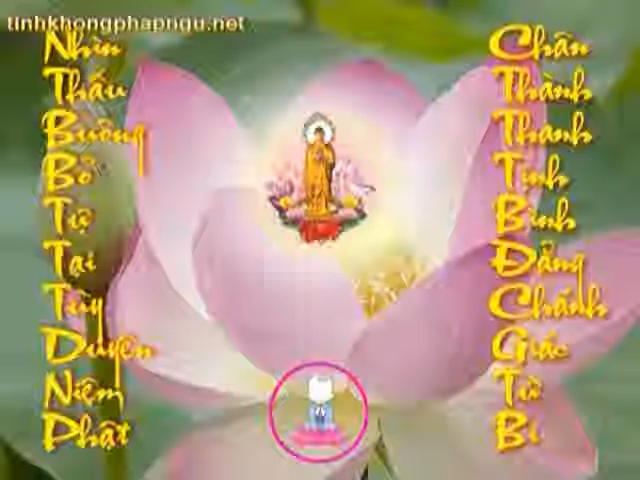 tinhkhongphapngu.net
Nhìn
Thấu
Buông
Bỏ
Tự
Tại
Tùy
Duyên
Niệm
Phật
Chân
Thành
Thanh
Tịnh
Bình
Đẳng
Chánh
Giác
Từ
Bi